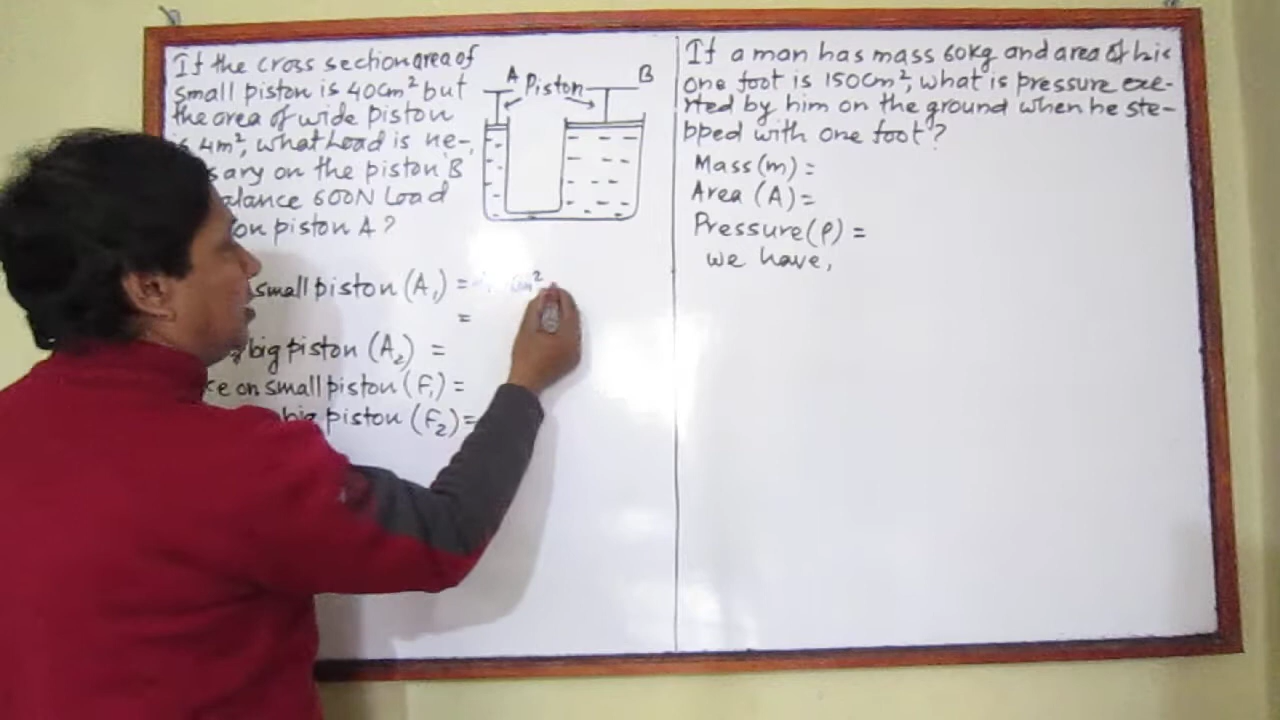 If the cross section area of
small piston is 40cm² but
the area of wide piston
4m², what load is ne-
sary on the piston B
alance 600N Load
on piston A?
A Piston B
small piston (A₁) = cm²
=
big piston (A₂) =
ce on small piston (F₁) =
big piston (F₂) =
If a man has mass 60kg and area of his
one foot is 150cm², what is pressure exe-
rted by him on the ground when he ste-
pped with one foot?
Mass (m) =
Area (A) =
Pressure (P) =
we have,